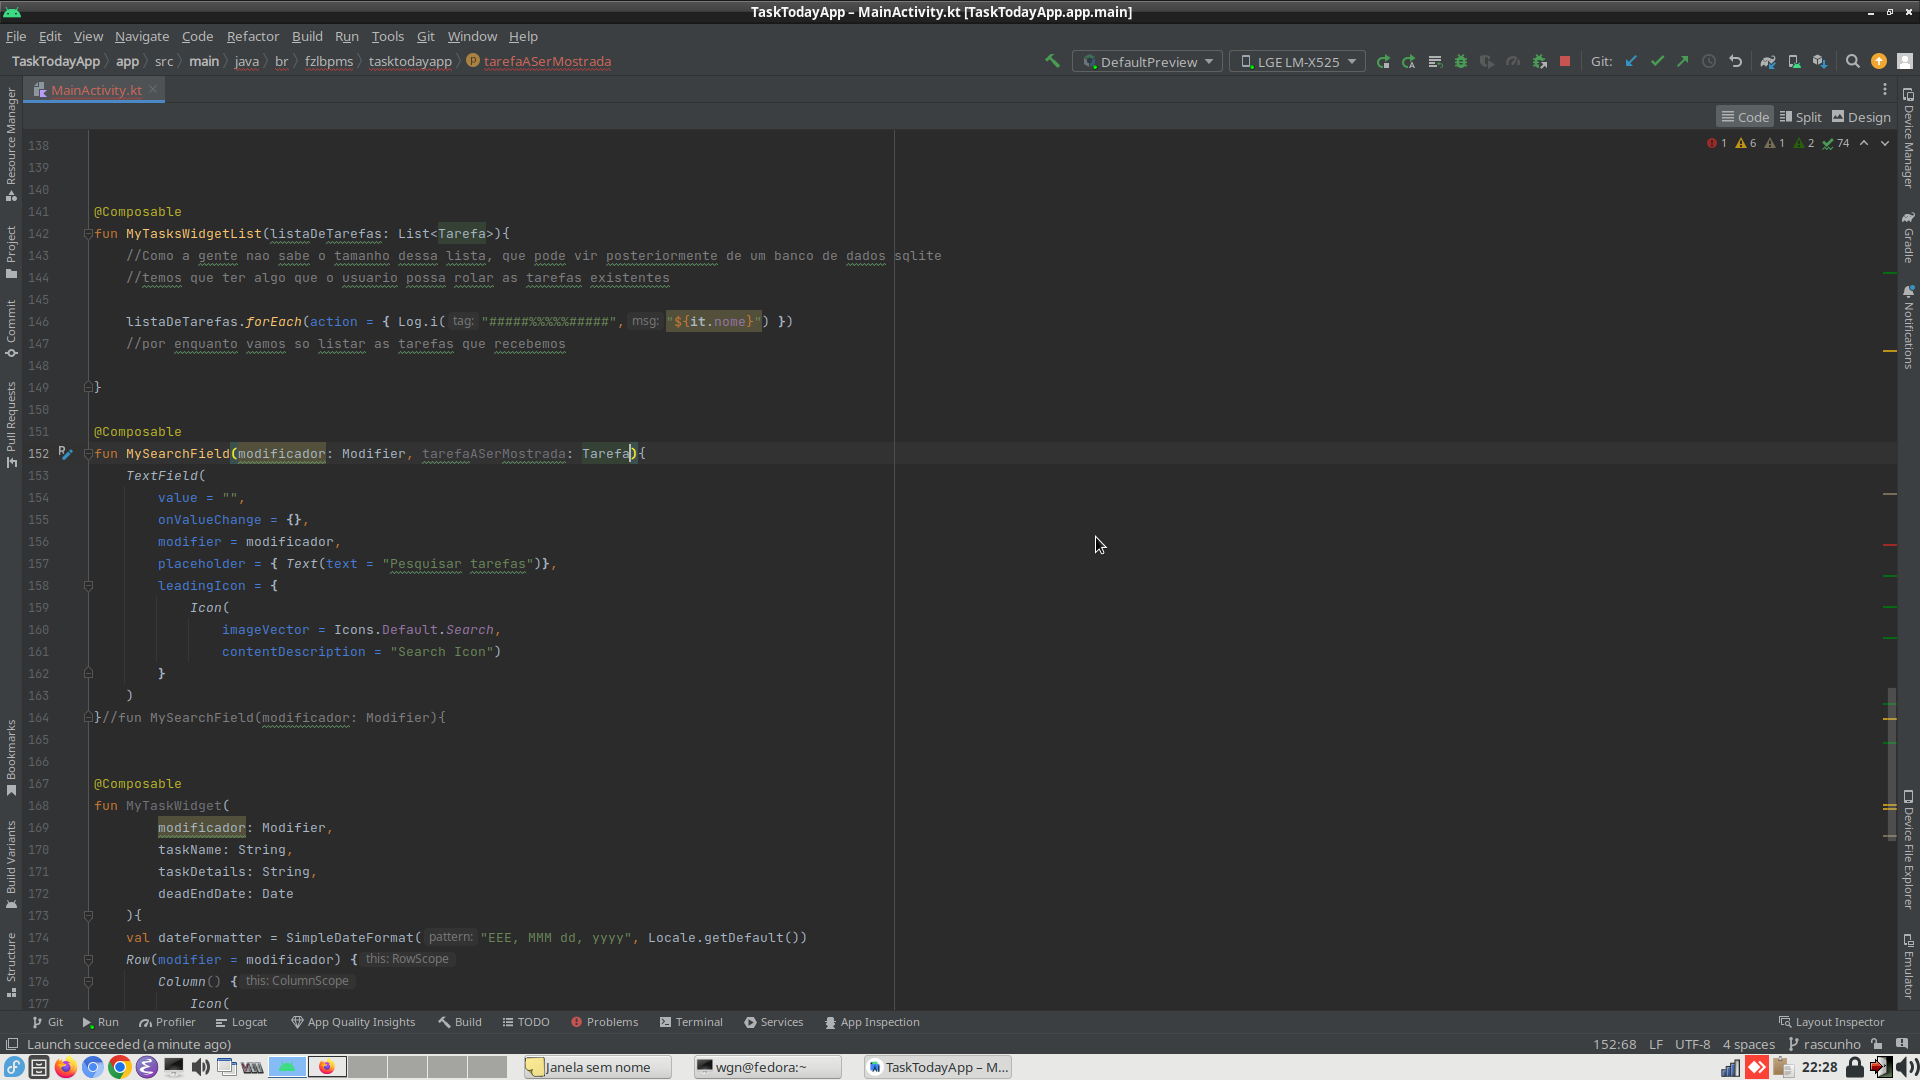 TaskTodayApp – MainActivity.kt [TaskTodayApp.app.main]
File Edit View Navigate Code Refactor Build Run Tools Git Window Help
TaskTodayApp app src main java br fzlbpms tasktodayapp tarefaASerMostrada DefaultPreview LGE LM-X525 Git:
MainActivity.kt
Code Split Design
1 6 1 2 74
138
139
140
141 @Composable
142 fun MyTasksWidgetList(listaDeTarefas: List<Tarefa>){
143 //Como a gente nao sabe o tamanho dessa lista, que pode vir posteriormente de um banco de dados sqlite
144 //temos que ter algo que o usuario possa rolar as tarefas existentes
145
146 listaDeTarefas.forEach(action = { Log.i( tag: "#####%%%%%#####", msg: "${it.nome}") })
147 //por enquanto vamos so listar as tarefas que recebemos
148
149 }
150
151 @Composable
152 fun MySearchField(modificador: Modifier, tarefaASerMostrada: Tarefa){
153 TextField(
154 value = "",
155 onValueChange = {},
156 modifier = modificador,
157 placeholder = { Text(text = "Pesquisar tarefas")},
158 leadingIcon = {
159 Icon(
160 imageVector = Icons.Default.Search,
161 contentDescription = "Search Icon")
162 }
163 )
164 }//fun MySearchField(modificador: Modifier){
165
166
167 @Composable
168 fun MyTaskWidget(
169 modificador: Modifier,
170 taskName: String,
171 taskDetails: String,
172 deadEndDate: Date
173 ){
174 val dateFormatter = SimpleDateFormat( pattern: "EEE, MMM dd, yyyy", Locale.getDefault())
175 Row(modifier = modificador) { this: RowScope
176 Column() { this: ColumnScope
177 Icon(
Resource Manager
Project
Commit
Pull Requests
Bookmarks
Build Variants
Structure
Device Manager
Gradle
Notifications
Device File Explorer
Emulator
Git Run Profiler Logcat App Quality Insights Build TODO Problems Terminal Services App Inspection Layout Inspector
Launch succeeded (a minute ago) 152:68 LF UTF-8 4 spaces rascunho
Janela sem nome wgn@fedora:~ TaskTodayApp – M... 22:28